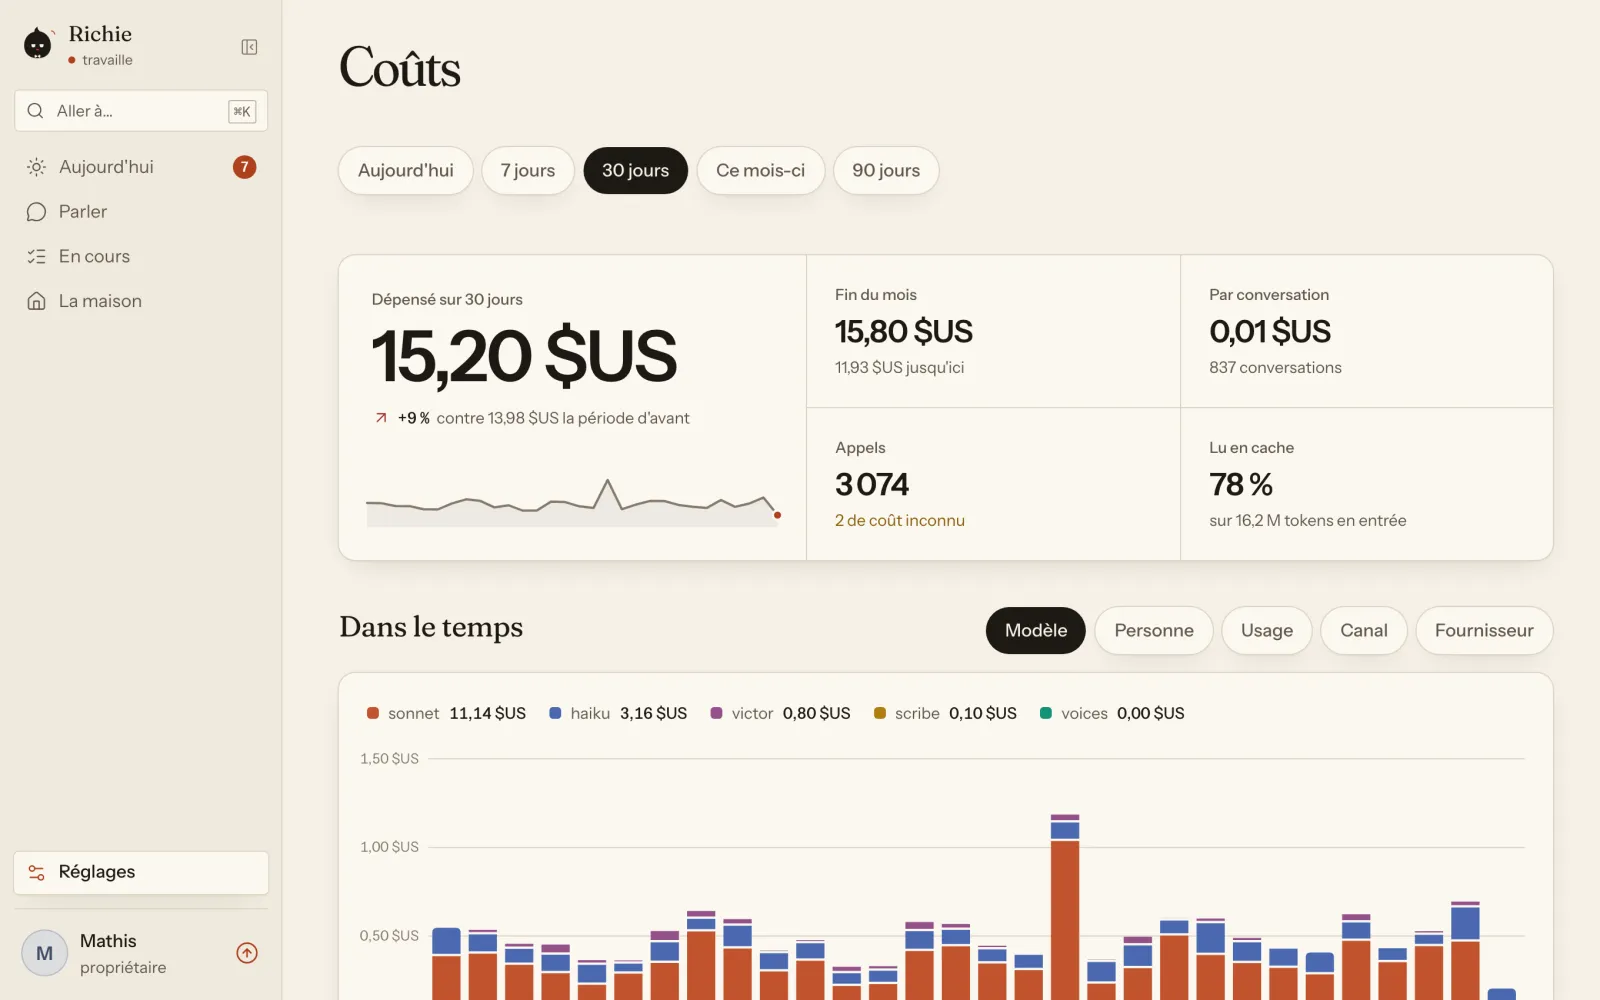 Richie
travaille
Aller à...
⌘K
Aujourd'hui
7
Parler
En cours
La maison
Réglages
M
Mathis
propriétaire
Coûts
Aujourd'hui
7 jours
30 jours
Ce mois-ci
90 jours
Dépensé sur 30 jours
15,20 $US
+9 % contre 13,98 $US la période d'avant
Fin du mois
15,80 $US
11,93 $US jusqu'ici
Par conversation
0,01 $US
837 conversations
Appels
3 074
2 de coût inconnu
Lu en cache
78 %
sur 16,2 M tokens en entrée
Dans le temps
Modèle
Personne
Usage
Canal
Fournisseur
sonnet 11,14 $US
haiku 3,16 $US
victor 0,80 $US
scribe 0,10 $US
voices 0,00 $US
1,50 $US
1,00 $US
0,50 $US